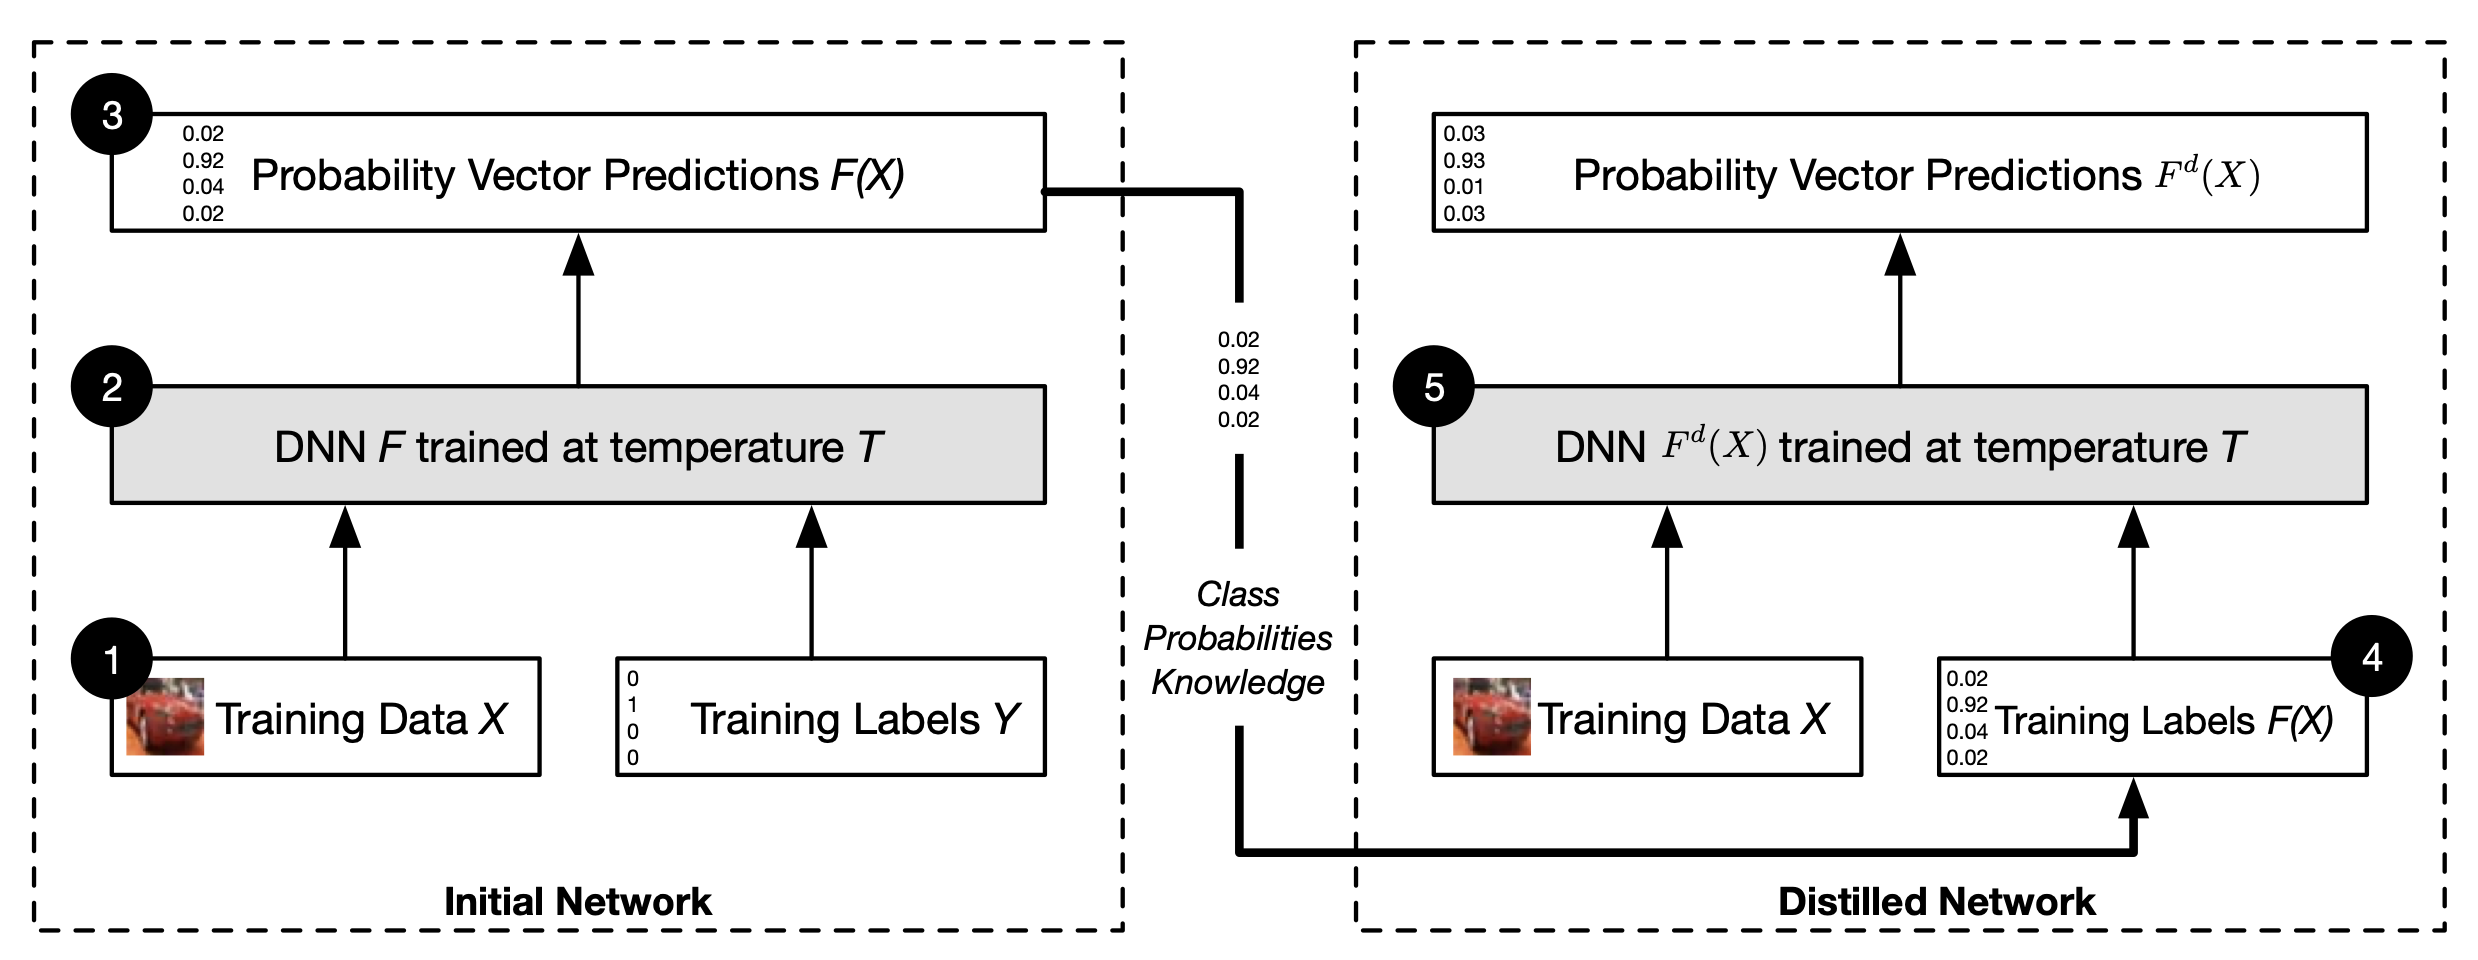 3
0.02
0.92
0.04
0.02
Probability Vector Predictions F(X)
2
DNN F trained at temperature T
1
Training Data X
0
1
0
0
Training Labels Y
Initial Network
0.02
0.92
0.04
0.02
Class
Probabilities
Knowledge
0.03
0.93
0.01
0.03
Probability Vector Predictions F^d(X)
5
DNN F^d(X) trained at temperature T
Training Data X
4
0.02
0.92
0.04
0.02
Training Labels F(X)
Distilled Network